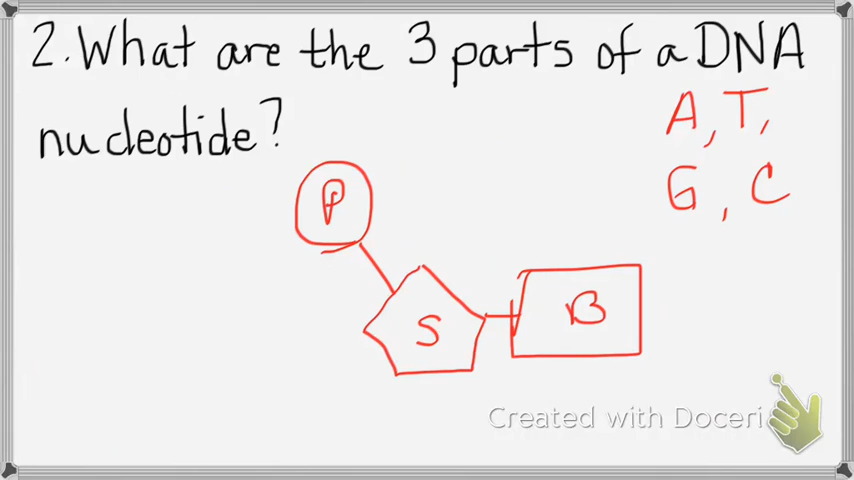 2. What are the 3 parts of a DNA
nucleotide?
A, T,
G, C
P
S
B
Created with Doceri